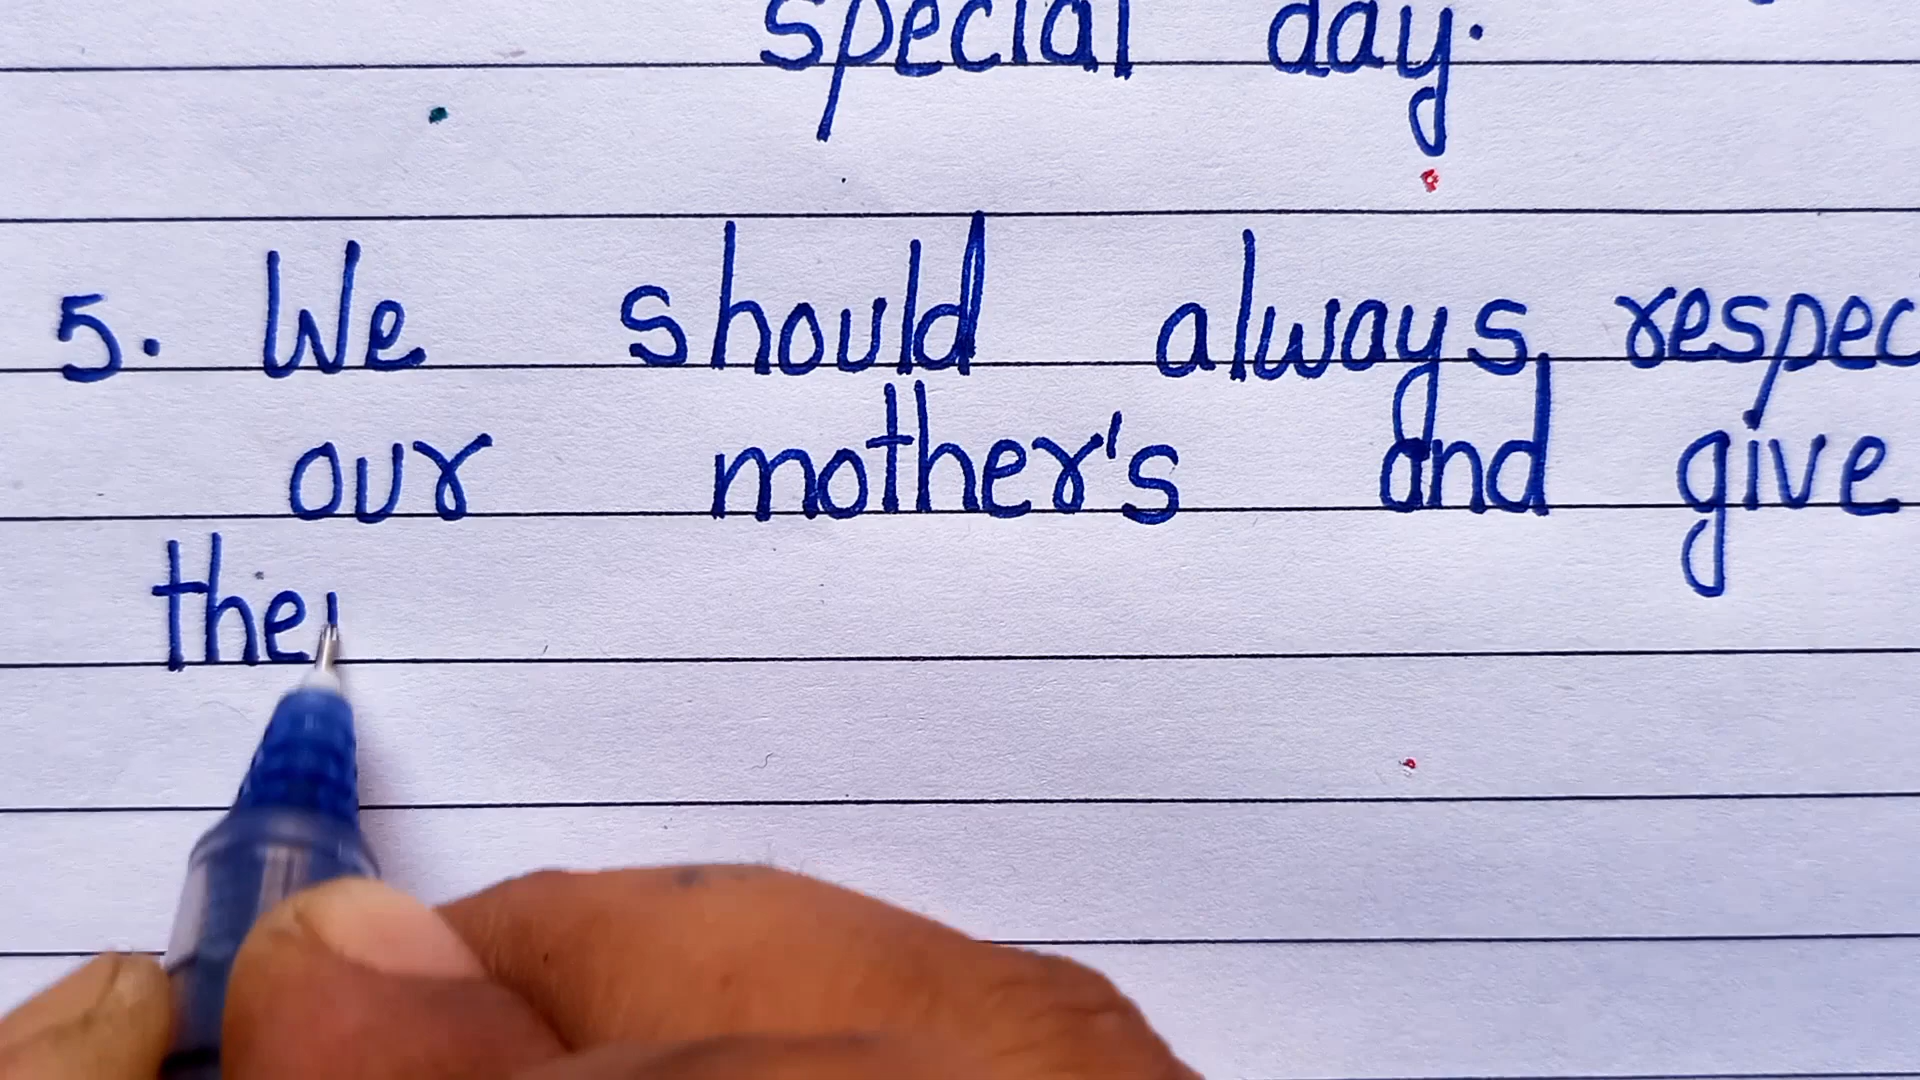 special day.
5. We should always respec
our mother's and give
the